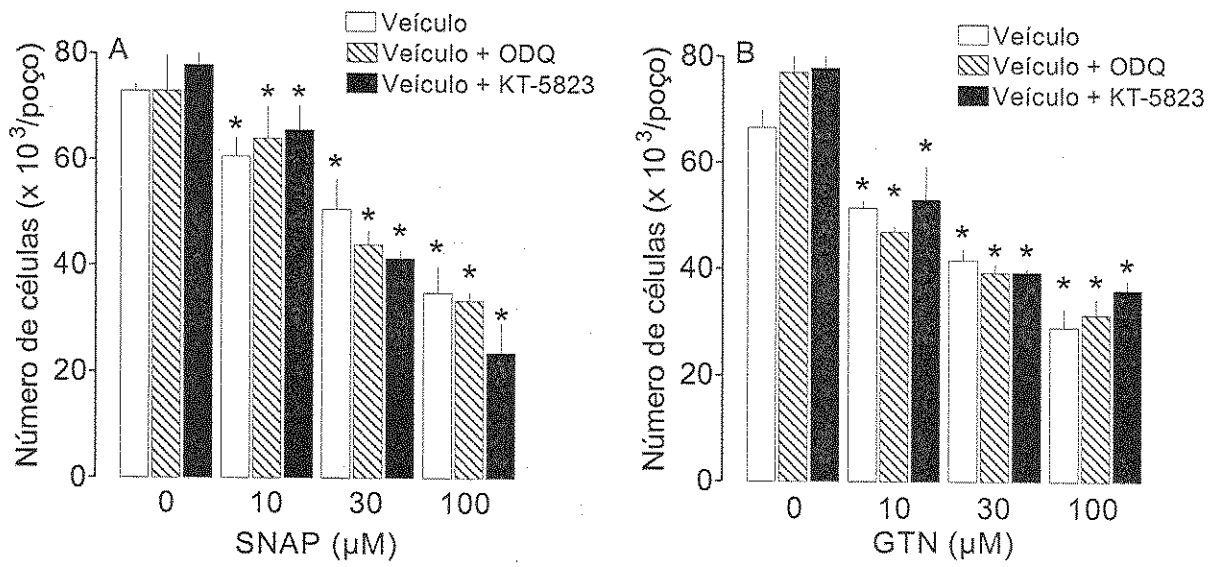 A
Veículo
Veículo + ODQ
Veículo + KT-5823
Número de células (x 10³/poço)
80
60
40
20
0
* * *
* * *
* * *
0 10 30 100
SNAP (µM)
B
Veículo
Veículo + ODQ
Veículo + KT-5823
Número de células (x 10³/poço)
80
60
40
20
0
* * *
* * *
* * *
0 10 30 100
GTN (µM)